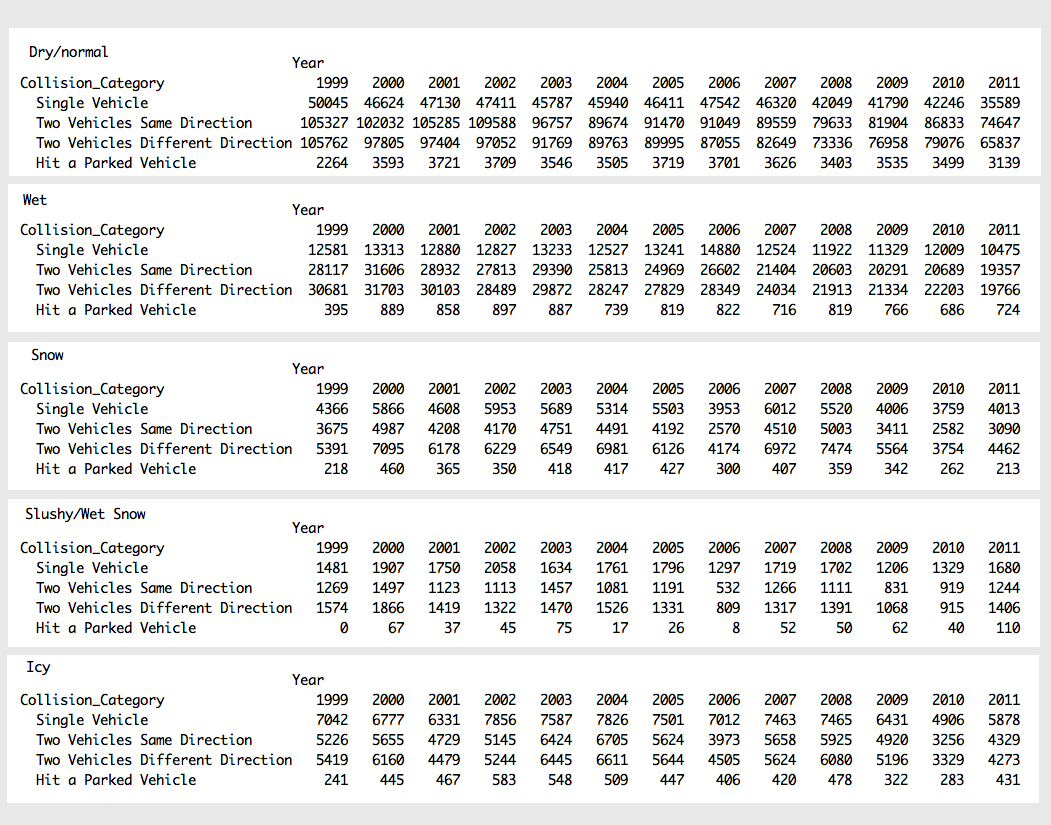 Dry/normal
Year
Collision_Category 1999 2000 2001 2002 2003 2004 2005 2006 2007 2008 2009 2010 2011
Single Vehicle 50045 46624 47130 47411 45787 45940 46411 47542 46320 42049 41790 42246 35589
Two Vehicles Same Direction 105327 102032 105285 109588 96757 89674 91470 91049 89559 79633 81904 86833 74647
Two Vehicles Different Direction 105762 97805 97404 97052 91769 89763 89995 87055 82649 73336 76958 79076 65837
Hit a Parked Vehicle 2264 3593 3721 3709 3546 3505 3719 3701 3626 3403 3535 3499 3139
Wet
Year
Collision_Category 1999 2000 2001 2002 2003 2004 2005 2006 2007 2008 2009 2010 2011
Single Vehicle 12581 13313 12880 12827 13233 12527 13241 14880 12524 11922 11329 12009 10475
Two Vehicles Same Direction 28117 31606 28932 27813 29390 25813 24969 26602 21404 20603 20291 20689 19357
Two Vehicles Different Direction 30681 31703 30103 28489 29872 28247 27829 28349 24034 21913 21334 22203 19766
Hit a Parked Vehicle 395 889 858 897 887 739 819 822 716 819 766 686 724
Snow
Year
Collision_Category 1999 2000 2001 2002 2003 2004 2005 2006 2007 2008 2009 2010 2011
Single Vehicle 4366 5866 4608 5953 5689 5314 5503 3953 6012 5520 4006 3759 4013
Two Vehicles Same Direction 3675 4987 4208 4170 4751 4491 4192 2570 4510 5003 3411 2582 3090
Two Vehicles Different Direction 5391 7095 6178 6229 6549 6981 6126 4174 6972 7474 5564 3754 4462
Hit a Parked Vehicle 218 460 365 350 418 417 427 300 407 359 342 262 213
Slushy/Wet Snow
Year
Collision_Category 1999 2000 2001 2002 2003 2004 2005 2006 2007 2008 2009 2010 2011
Single Vehicle 1481 1907 1750 2058 1634 1761 1796 1297 1719 1702 1206 1329 1680
Two Vehicles Same Direction 1269 1497 1123 1113 1457 1081 1191 532 1266 1111 831 919 1244
Two Vehicles Different Direction 1574 1866 1419 1322 1470 1526 1331 809 1317 1391 1068 915 1406
Hit a Parked Vehicle 0 67 37 45 75 17 26 8 52 50 62 40 110
Icy
Year
Collision_Category 1999 2000 2001 2002 2003 2004 2005 2006 2007 2008 2009 2010 2011
Single Vehicle 7042 6777 6331 7856 7587 7826 7501 7012 7463 7465 6431 4906 5878
Two Vehicles Same Direction 5226 5655 4729 5145 6424 6705 5624 3973 5658 5925 4920 3256 4329
Two Vehicles Different Direction 5419 6160 4479 5244 6445 6611 5644 4505 5624 6080 5196 3329 4273
Hit a Parked Vehicle 241 445 467 583 548 509 447 406 420 478 322 283 431